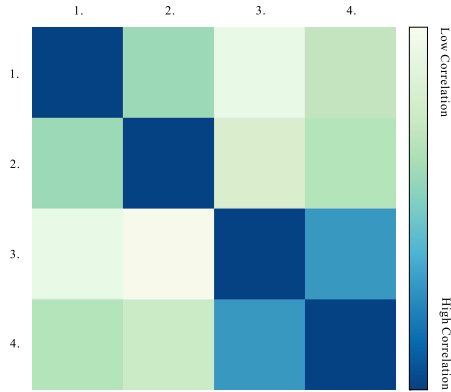 1. 2. 3. 4.
1.
2.
3.
4.
Low Correlation
High Correlation